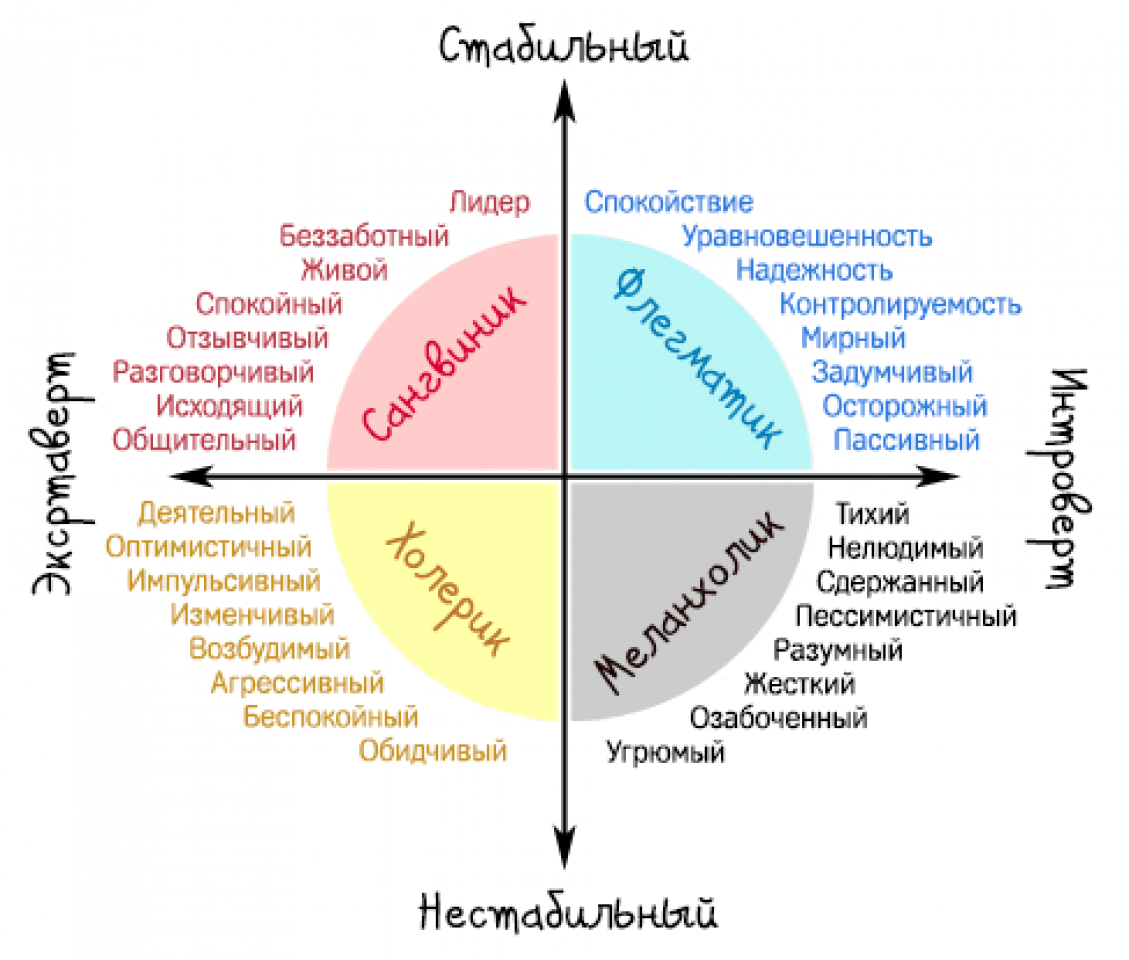 Стабильный
Лидер
Беззаботный
Живой
Спокойный
Отзывчивый
Разговорчивый
Исходящий
Общительный
Сангвиник
Спокойствие
Уравновешенность
Надежность
Контролируемость
Мирный
Задумчивый
Осторожный
Пассивный
Флегматик
Эксртаверт
Интроверт
Деятельный
Оптимистичный
Импульсивный
Изменчивый
Возбудимый
Агрессивный
Беспокойный
Обидчивый
Холерик
Тихий
Нелюдимый
Сдержанный
Пессимистичный
Разумный
Жесткий
Озабоченный
Угрюмый
Меланхолик
Нестабильный